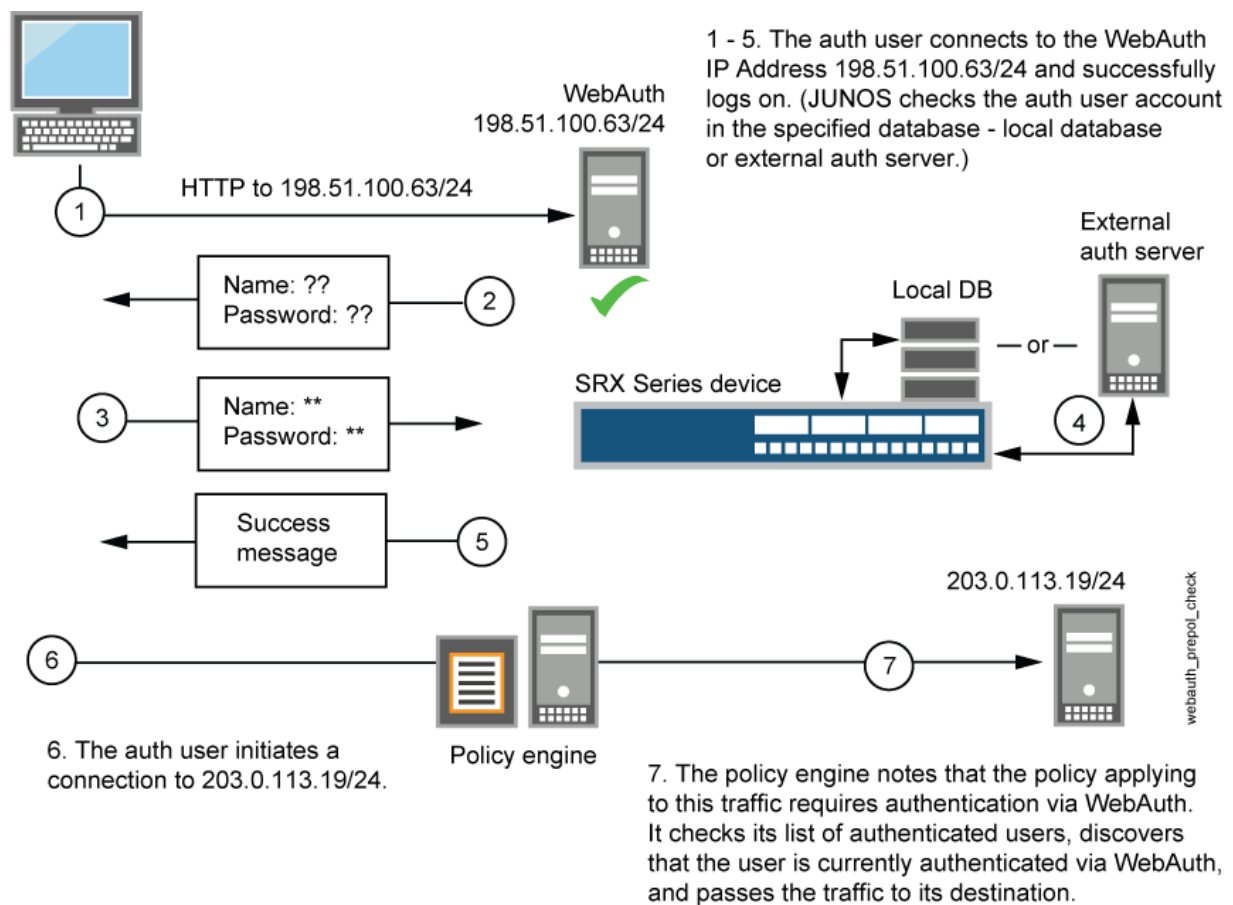 1 - 5. The auth user connects to the WebAuth
IP Address 198.51.100.63/24 and successfully
logs on. (JUNOS checks the auth user account
in the specified database - local database
or external auth server.)
WebAuth
198.51.100.63/24
HTTP to 198.51.100.63/24
1
Name: ??
Password: ??
2
External
auth server
Local DB
or
SRX Series device
Name: **
Password: **
3
4
Success
message
5
203.0.113.19/24
webauth_prepol_check
6
7
Policy engine
6. The auth user initiates a
connection to 203.0.113.19/24.
7. The policy engine notes that the policy applying
to this traffic requires authentication via WebAuth.
It checks its list of authenticated users, discovers
that the user is currently authenticated via WebAuth,
and passes the traffic to its destination.